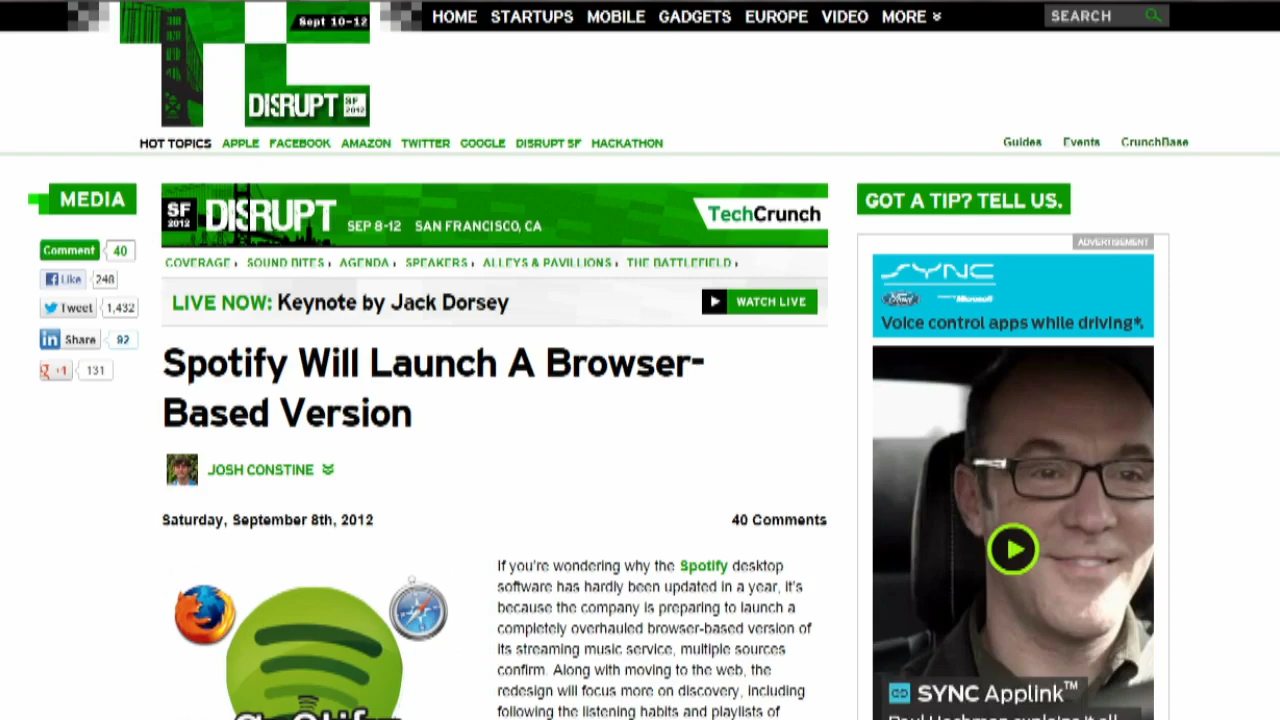 Sept 10-12
HOME STARTUPS MOBILE GADGETS EUROPE VIDEO MORE
SEARCH
DISRUPT SF 2012
HOT TOPICS APPLE FACEBOOK AMAZON TWITTER GOOGLE DISRUPT SF HACKATHON
Guides Events CrunchBase
MEDIA
Comment 40
Like 248
Tweet 1,432
in Share 92
+1 131
SF 2012 DISRUPT SEP 8-12 SAN FRANCISCO, CA
TechCrunch
COVERAGE SOUND BITES AGENDA SPEAKERS ALLEYS & PAVILLIONS THE BATTLEFIELD
LIVE NOW: Keynote by Jack Dorsey
WATCH LIVE
Spotify Will Launch A Browser-
Based Version
JOSH CONSTINE
Saturday, September 8th, 2012
40 Comments
If you're wondering why the Spotify desktop
software has hardly been updated in a year, it's
because the company is preparing to launch a
completely overhauled browser-based version of
its streaming music service, multiple sources
confirm. Along with moving to the web, the
redesign will focus more on discovery, including
following the listening habits and playlists of
GOT A TIP? TELL US.
ADVERTISEMENT
SYNC
Ford
Microsoft
Voice control apps while driving*.
SYNC Applink™